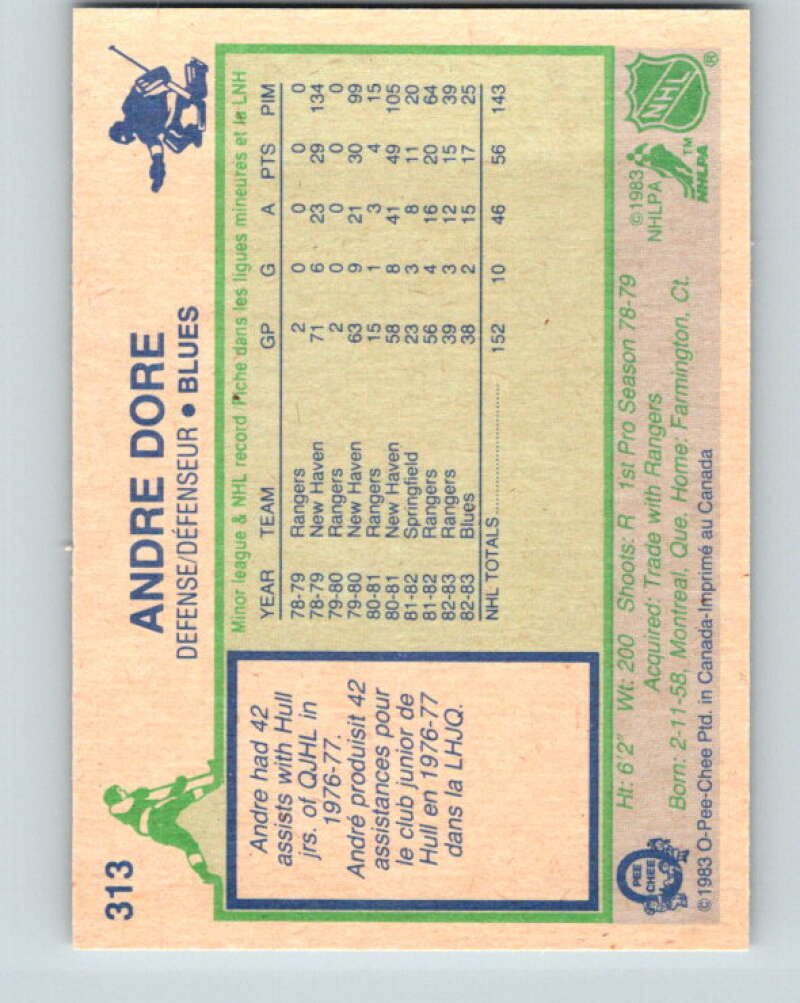 313
ANDRE DORE
DEFENSE/DÉFENSEUR • BLUES
Andre had 42
assists with Hull
jrs. of QJHL in
1976-77.
André produisit 42
assistances pour
le club junior de
Hull en 1976-77
dans la LHJQ.
Minor league & NHL record Fiche dans les ligues mineures et la LNH
YEAR TEAM GP G A PTS PIM
78-79 Rangers 2 0 0 0 0
78-79 New Haven 71 6 23 29 134
79-80 Rangers 2 0 0 0 0
79-80 New Haven 63 9 21 30 99
80-81 Rangers 15 1 3 4 15
80-81 New Haven 58 8 41 49 105
81-82 Springfield 23 3 8 11 20
81-82 Rangers 56 4 16 20 64
82-83 Rangers 39 3 12 15 39
82-83 Blues 38 2 15 17 25
NHL TOTALS 152 10 46 56 143
Ht: 6'2" Wt: 200 Shoots: R 1st Pro Season 78-79
Acquired: Trade with Rangers
Born: 2-11-58, Montreal, Que. Home: Farmington, Ct.
©1983 O-Pee-Chee Ptd. in Canada-Imprimé au Canada
O
PEE
CHEE
©1983
NHLPA
NHLPA
TM
NHL
®